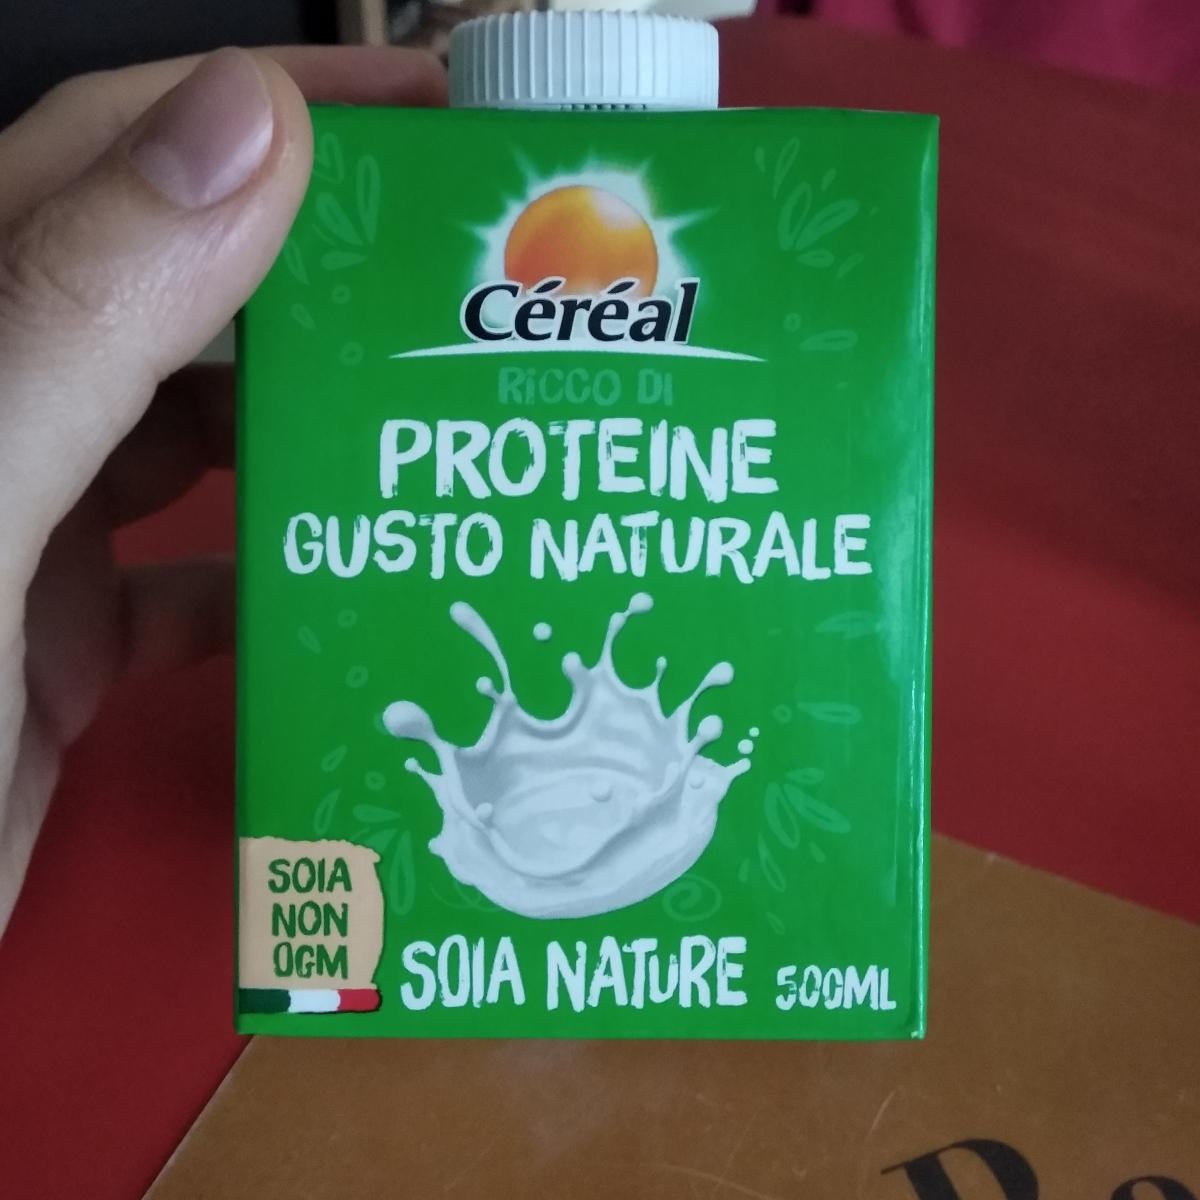 Céréal
RICCO DI
PROTEINE
GUSTO NATURALE
SOIA
NON
OGM
SOIA NATURE 500ML